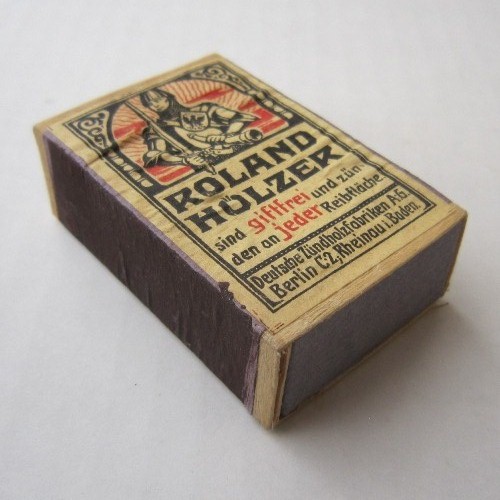 ROLAND
HÖLZER
sind giftfrei und zün
den an jeder Reibfläche
Deutsche Zündholzfabriken A.G.
Berlin C2, Rheinau i. Baden